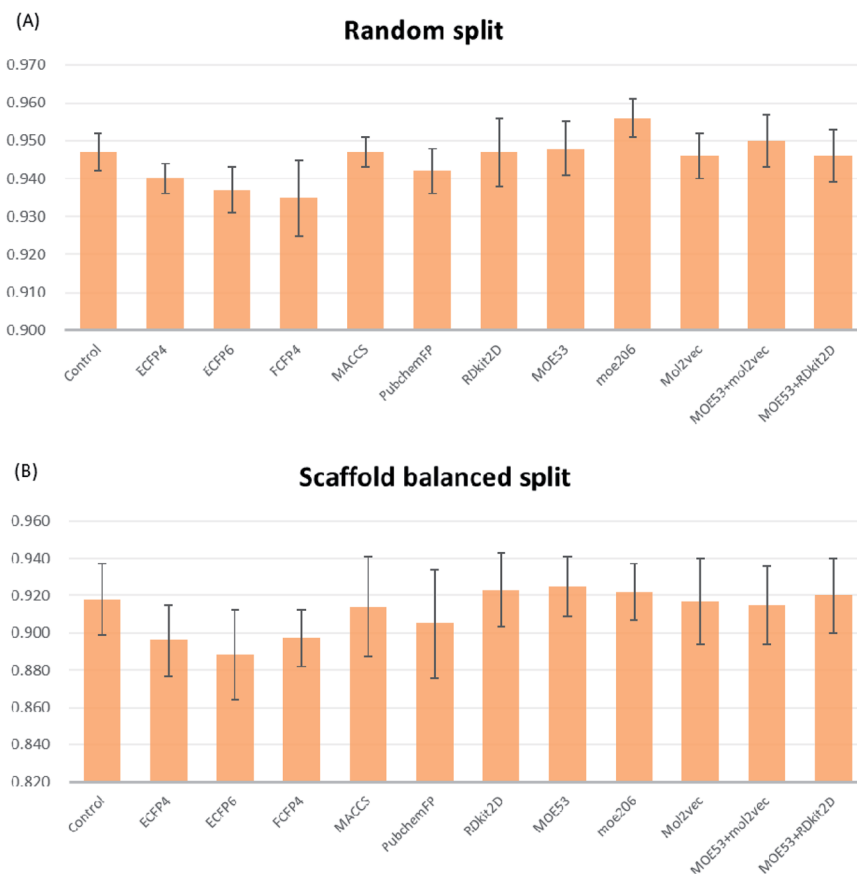 (A)
Random split
0.970
0.960
0.950
0.940
0.930
0.920
0.910
0.900
Control
ECFP4
ECFP6
FCFP4
MACCS
PubchemFP
RDkit2D
MOE53
moe206
Mol2vec
MOE53+mol2vec
MOE53+RDkit2D
(B)
Scaffold balanced split
0.960
0.940
0.920
0.900
0.880
0.860
0.840
0.820
Control
ECFP4
ECFP6
FCFP4
MACCS
PubchemFP
RDkit2D
MOE53
moe206
Mol2vec
MOE53+mol2vec
MOE53+RDkit2D